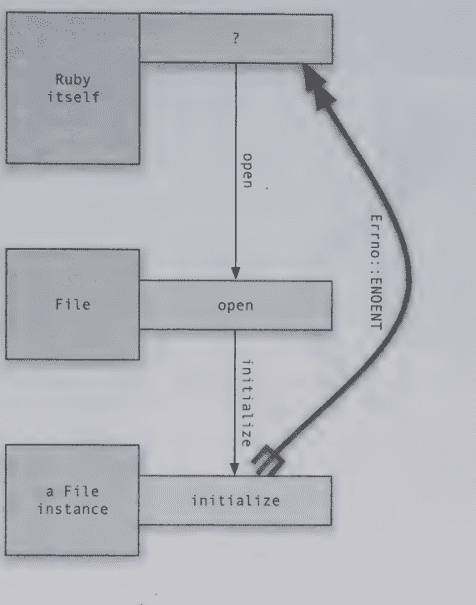 ?
Ruby
itself
open
Errno::ENOENT
File
open
initialize
a File
instance
initialize